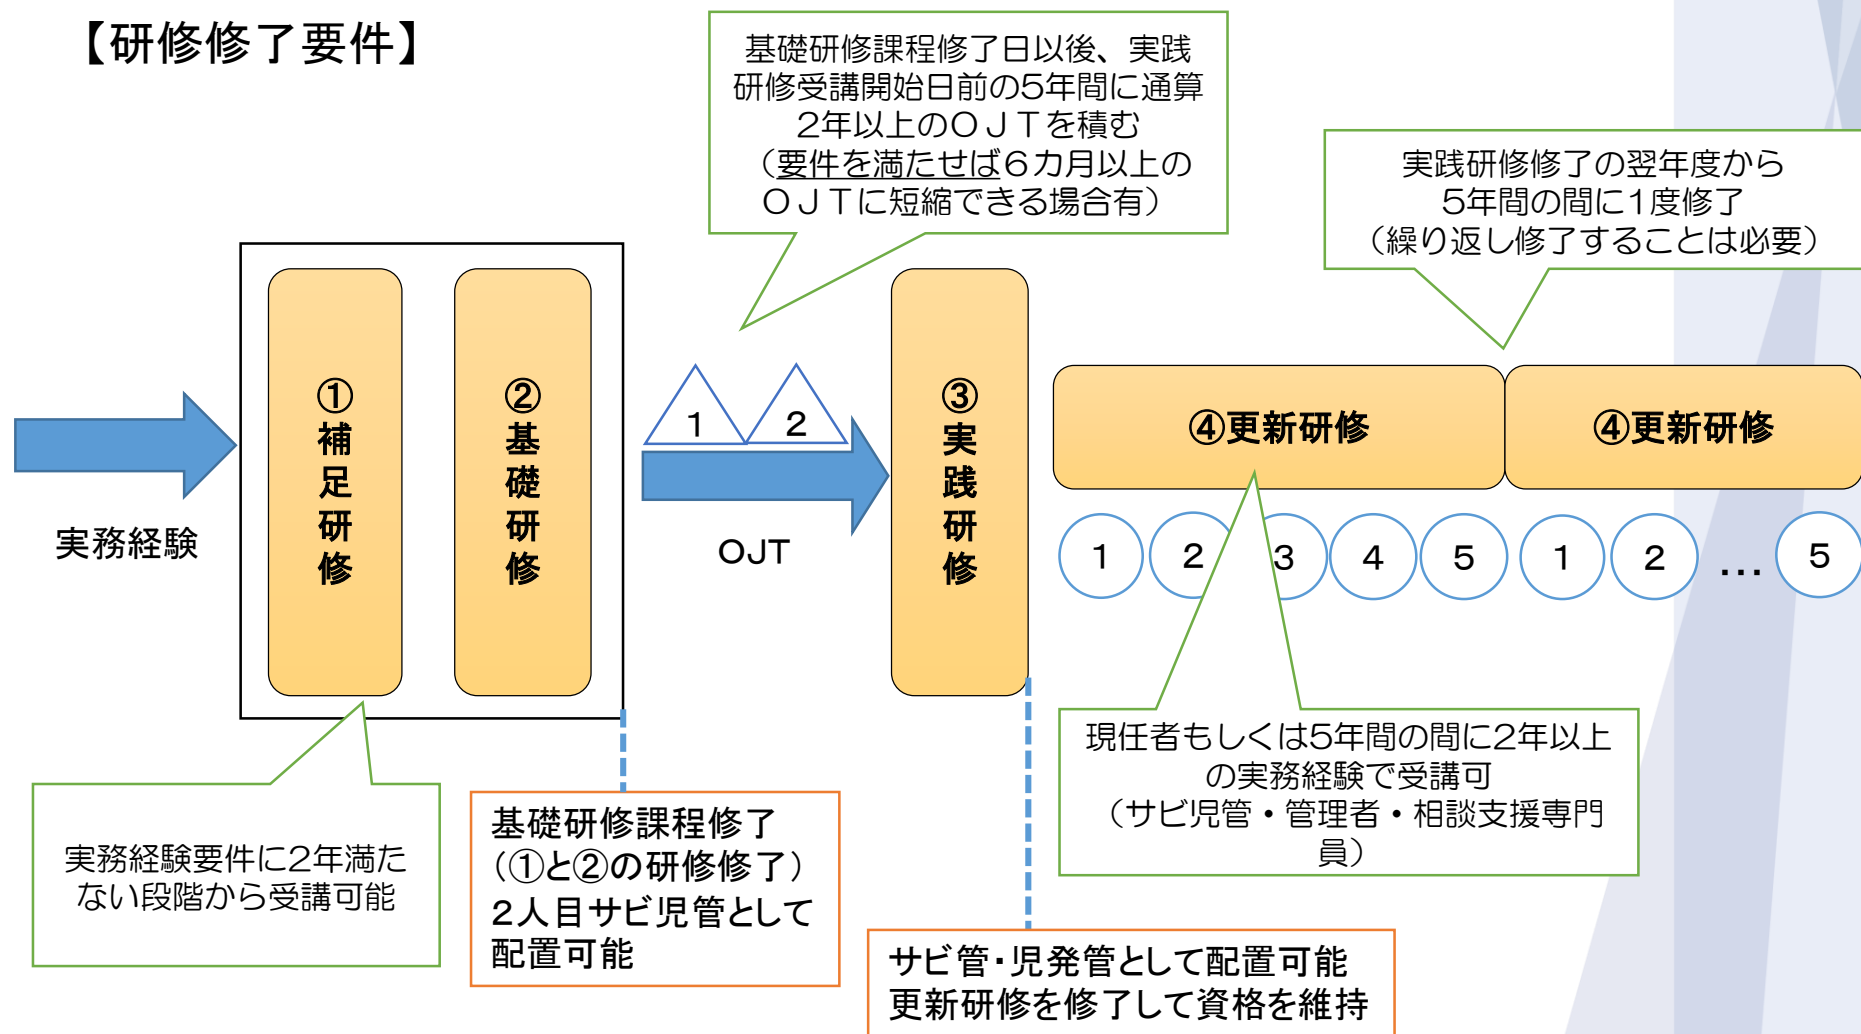 【研修修了要件】
基礎研修課程修了日以後、実践
研修受講開始日前の5年間に通算
2年以上のＯＪＴを積む
（要件を満たせば６カ月以上の
ＯＪＴに短縮できる場合有）
実践研修修了の翌年度から
5年間の間に1度修了
（繰り返し修了することは必要）
実務経験
①補足研修
②基礎研修
1
2
OJT
③実践研修
④更新研修
④更新研修
1
2
3
4
5
1
2
…
5
実務経験要件に2年満た
ない段階から受講可能
基礎研修課程修了
（①と②の研修修了）
２人目サビ児管として
配置可能
現任者もしくは5年間の間に2年以上
の実務経験で受講可
（サビ児管・管理者・相談支援専門
員）
サビ管・児発管として配置可能
更新研修を修了して資格を維持